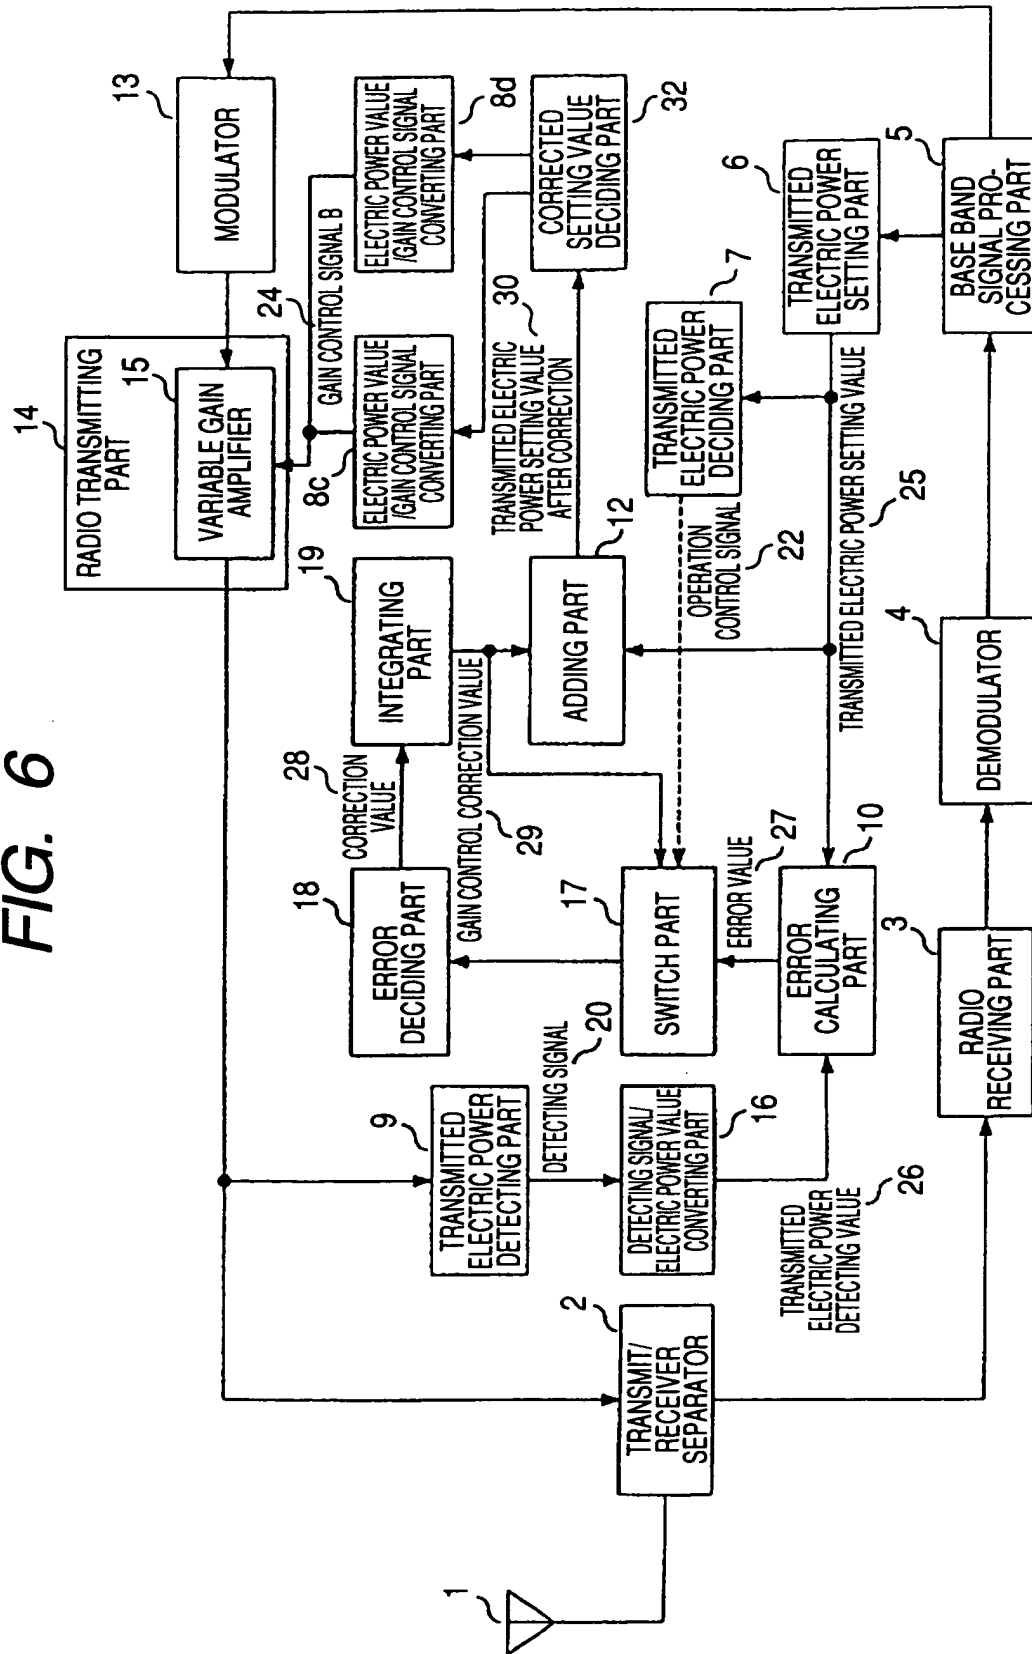 FIG. 6
14
RADIO TRANSMITTING
PART
15
VARIABLE GAIN
AMPLIFIER
13
MODULATOR
24
GAIN CONTROL SIGNAL B
19
INTEGRATING
PART
8c
ELECTRIC POWER VALUE
/GAIN CONTROL SIGNAL
CONVERTING PART
8d
ELECTRIC POWER VALUE
/GAIN CONTROL SIGNAL
CONVERTING PART
28
CORRECTION
VALUE
18
ERROR
DECIDING PART
GAIN CONTROL CORRECTION VALUE
29
TRANSMITTED ELECTRIC
POWER SETTING VALUE
AFTER CORRECTION
30
CORRECTED
SETTING VALUE
DECIDING PART
32
9
TRANSMITTED
ELECTRIC POWER
DETECTING PART
DETECTING SIGNAL
20
12
ADDING PART
17
SWITCH PART
2
TRANSMIT/
RECEIVER
SEPARATOR
1
DETECTING SIGNAL/
ELECTRIC POWER VALUE
CONVERTING PART
16
OPERATION
CONTROL SIGNAL
22
TRANSMITTED
ELECTRIC POWER
DECIDING PART
7
ERROR VALUE
27
ERROR
CALCULATING
PART
10
TRANSMITTED
ELECTRIC POWER
DETECTING VALUE
26
TRANSMITTED ELECTRIC POWER SETTING VALUE
25
6
TRANSMITTED
ELECTRIC POWER
SETTING PART
3
RADIO
RECEIVING PART
4
DEMODULATOR
5
BASE BAND
SIGNAL PRO-
CESSING PART